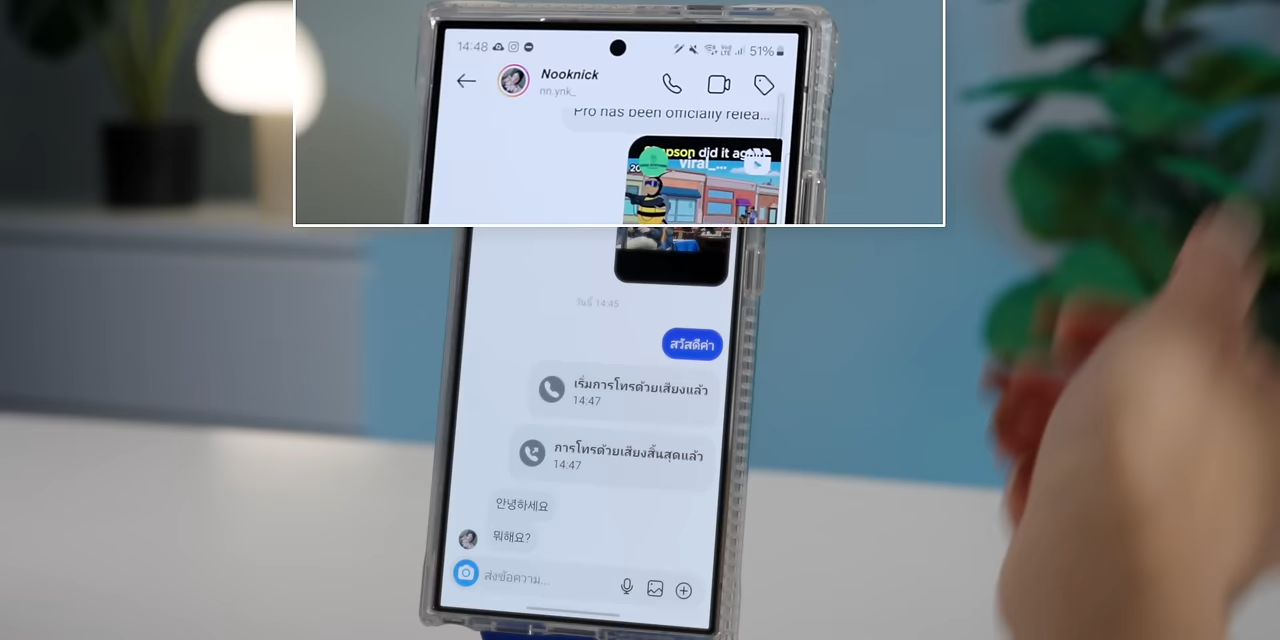 14:48
51%
Nooknick
nn.ynk_
Pro has been officially relea...
Simpson did it again
viral_...
วันนี้ 14:45
สวัสดีค่า
เริ่มการโทรด้วยเสียงแล้ว
14:47
การโทรด้วยเสียงสิ้นสุดแล้ว
14:47
안녕하세요
뭐해요?
ส่งข้อความ...